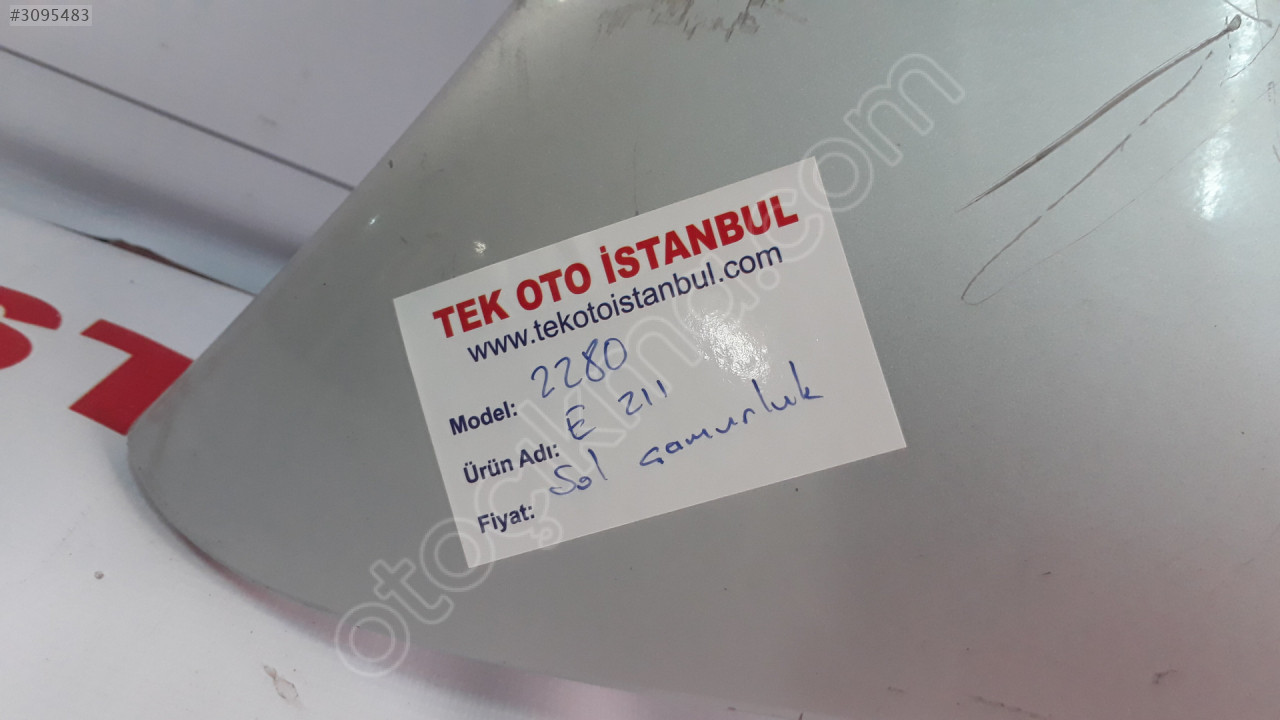 #3095483
TEK OTO İSTANBUL
www.tekotoistanbul.com
Model: 2280
Ürün Adı: E 211
Fiyat: Sol Çamurluk
otoçıkma.com